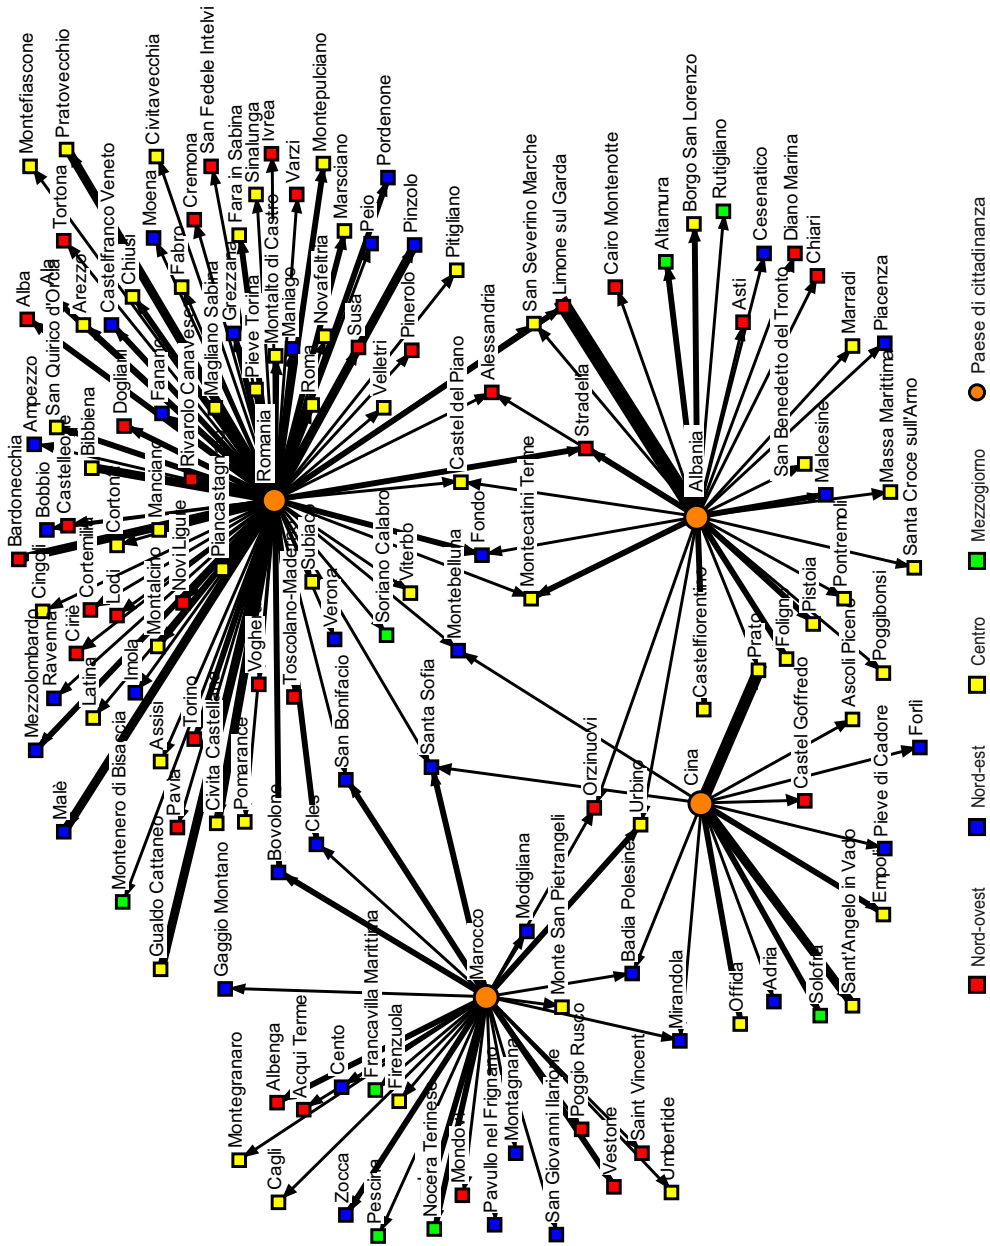 Montefiascone
Pratovecchio
Tortona
Civitavecchia
San Fedele Intelvi
Alba
Ala
San Quirico d'Orcia
Arezzo
Castelfranco Veneto
Chiusi
Moena
Fabro
Cremona
Fara in Sabina
Sinalunga
Ivrea
Varzi
Montepulciano
Marsciano
Peio
Pordenone
Pinzolo
Pitigliano
Grezzana
Magliano Sabina
Pieve Torina
Montalto di Castro
Maniago
Novafeltria
Susa
Pinerolo
Roma
Velletri
Bardonecchia
Ampezzo
Bobbio
Castelleone
Bibbiena
Dogliani
Fanano
Rivarolo Canavese
Cortona
Manciano
Piancastagnaio
Romania
Cingoli
Cortemilia
Lodi
Novi Ligure
Montalcino
Mezzolombardo
Ravenna
Ciriè
Latina
Imola
Malè
Montenero di Bisaccia
Assisi
Torino
Pavia
Gualdo Cattaneo
Civita Castellana
Pomarance
Voghera
Toscolano-Maderno
Subiaco
Verona
Soriano Calabro
Viterbo
Montebelluna
Fondo
Castel del Piano
Montecatini Terme
Alessandria
Stradella
San Severino Marche
Limone sul Garda
Cairo Montenotte
Altamura
Borgo San Lorenzo
Rutigliano
Cesenatico
Diano Marina
Chiari
Asti
San Benedetto del Tronto
Marradi
Piacenza
Malcesine
Massa Marittima
Santa Croce sull'Arno
Albania
Pontremoli
Pistoia
Poggibonsi
Foligno
Castelfiorentino
Prato
Cina
Ascoli Piceno
Castel Goffredo
Forlì
Pieve di Cadore
Empoli
Sant'Angelo in Vado
Solofra
Adria
Offida
Mirandola
Badia Polesine
Urbino
Orzinuovi
Santa Sofia
San Bonifacio
Cles
Bovolone
Gaggio Montano
Marocco
Modigliana
Monte San Pietrangeli
Montegranaro
Albenga
Acqui Terme
Cento
Francavilla Marittima
Firenzuola
Cagli
Zocca
Pescina
Nocera Terinese
Mondovì
Pavullo nel Frignano
Montagnana
San Giovanni Ilarione
Poggio Rusco
Vestone
Saint Vincent
Umbertide
Nord-ovest
Nord-est
Centro
Mezzogiorno
Paese di cittadinanza